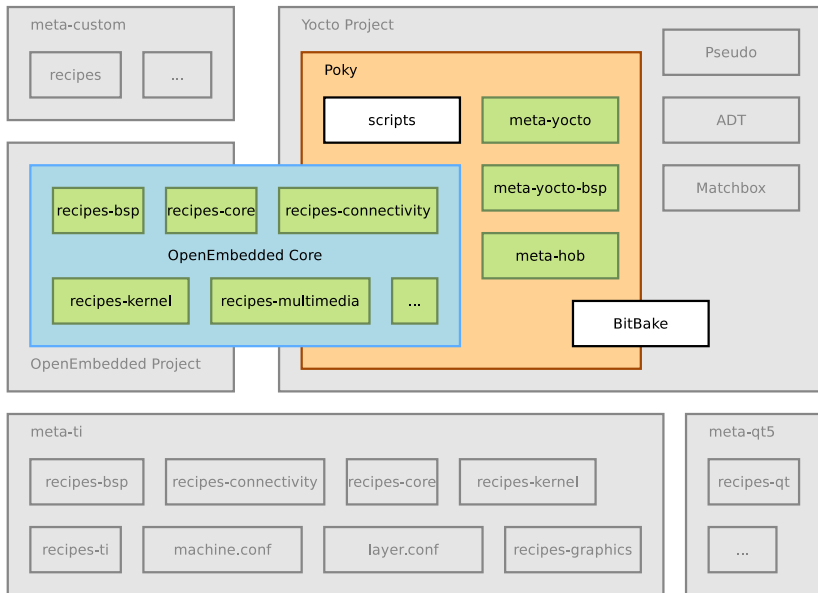 meta-custom
recipes
...
Yocto Project
Poky
scripts
meta-yocto
meta-yocto-bsp
meta-hob
BitBake
Pseudo
ADT
Matchbox
recipes-bsp
recipes-core
recipes-connectivity
OpenEmbedded Core
recipes-kernel
recipes-multimedia
...
OpenEmbedded Project
meta-ti
recipes-bsp
recipes-connectivity
recipes-core
recipes-kernel
recipes-ti
machine.conf
layer.conf
recipes-graphics
meta-qt5
recipes-qt
...